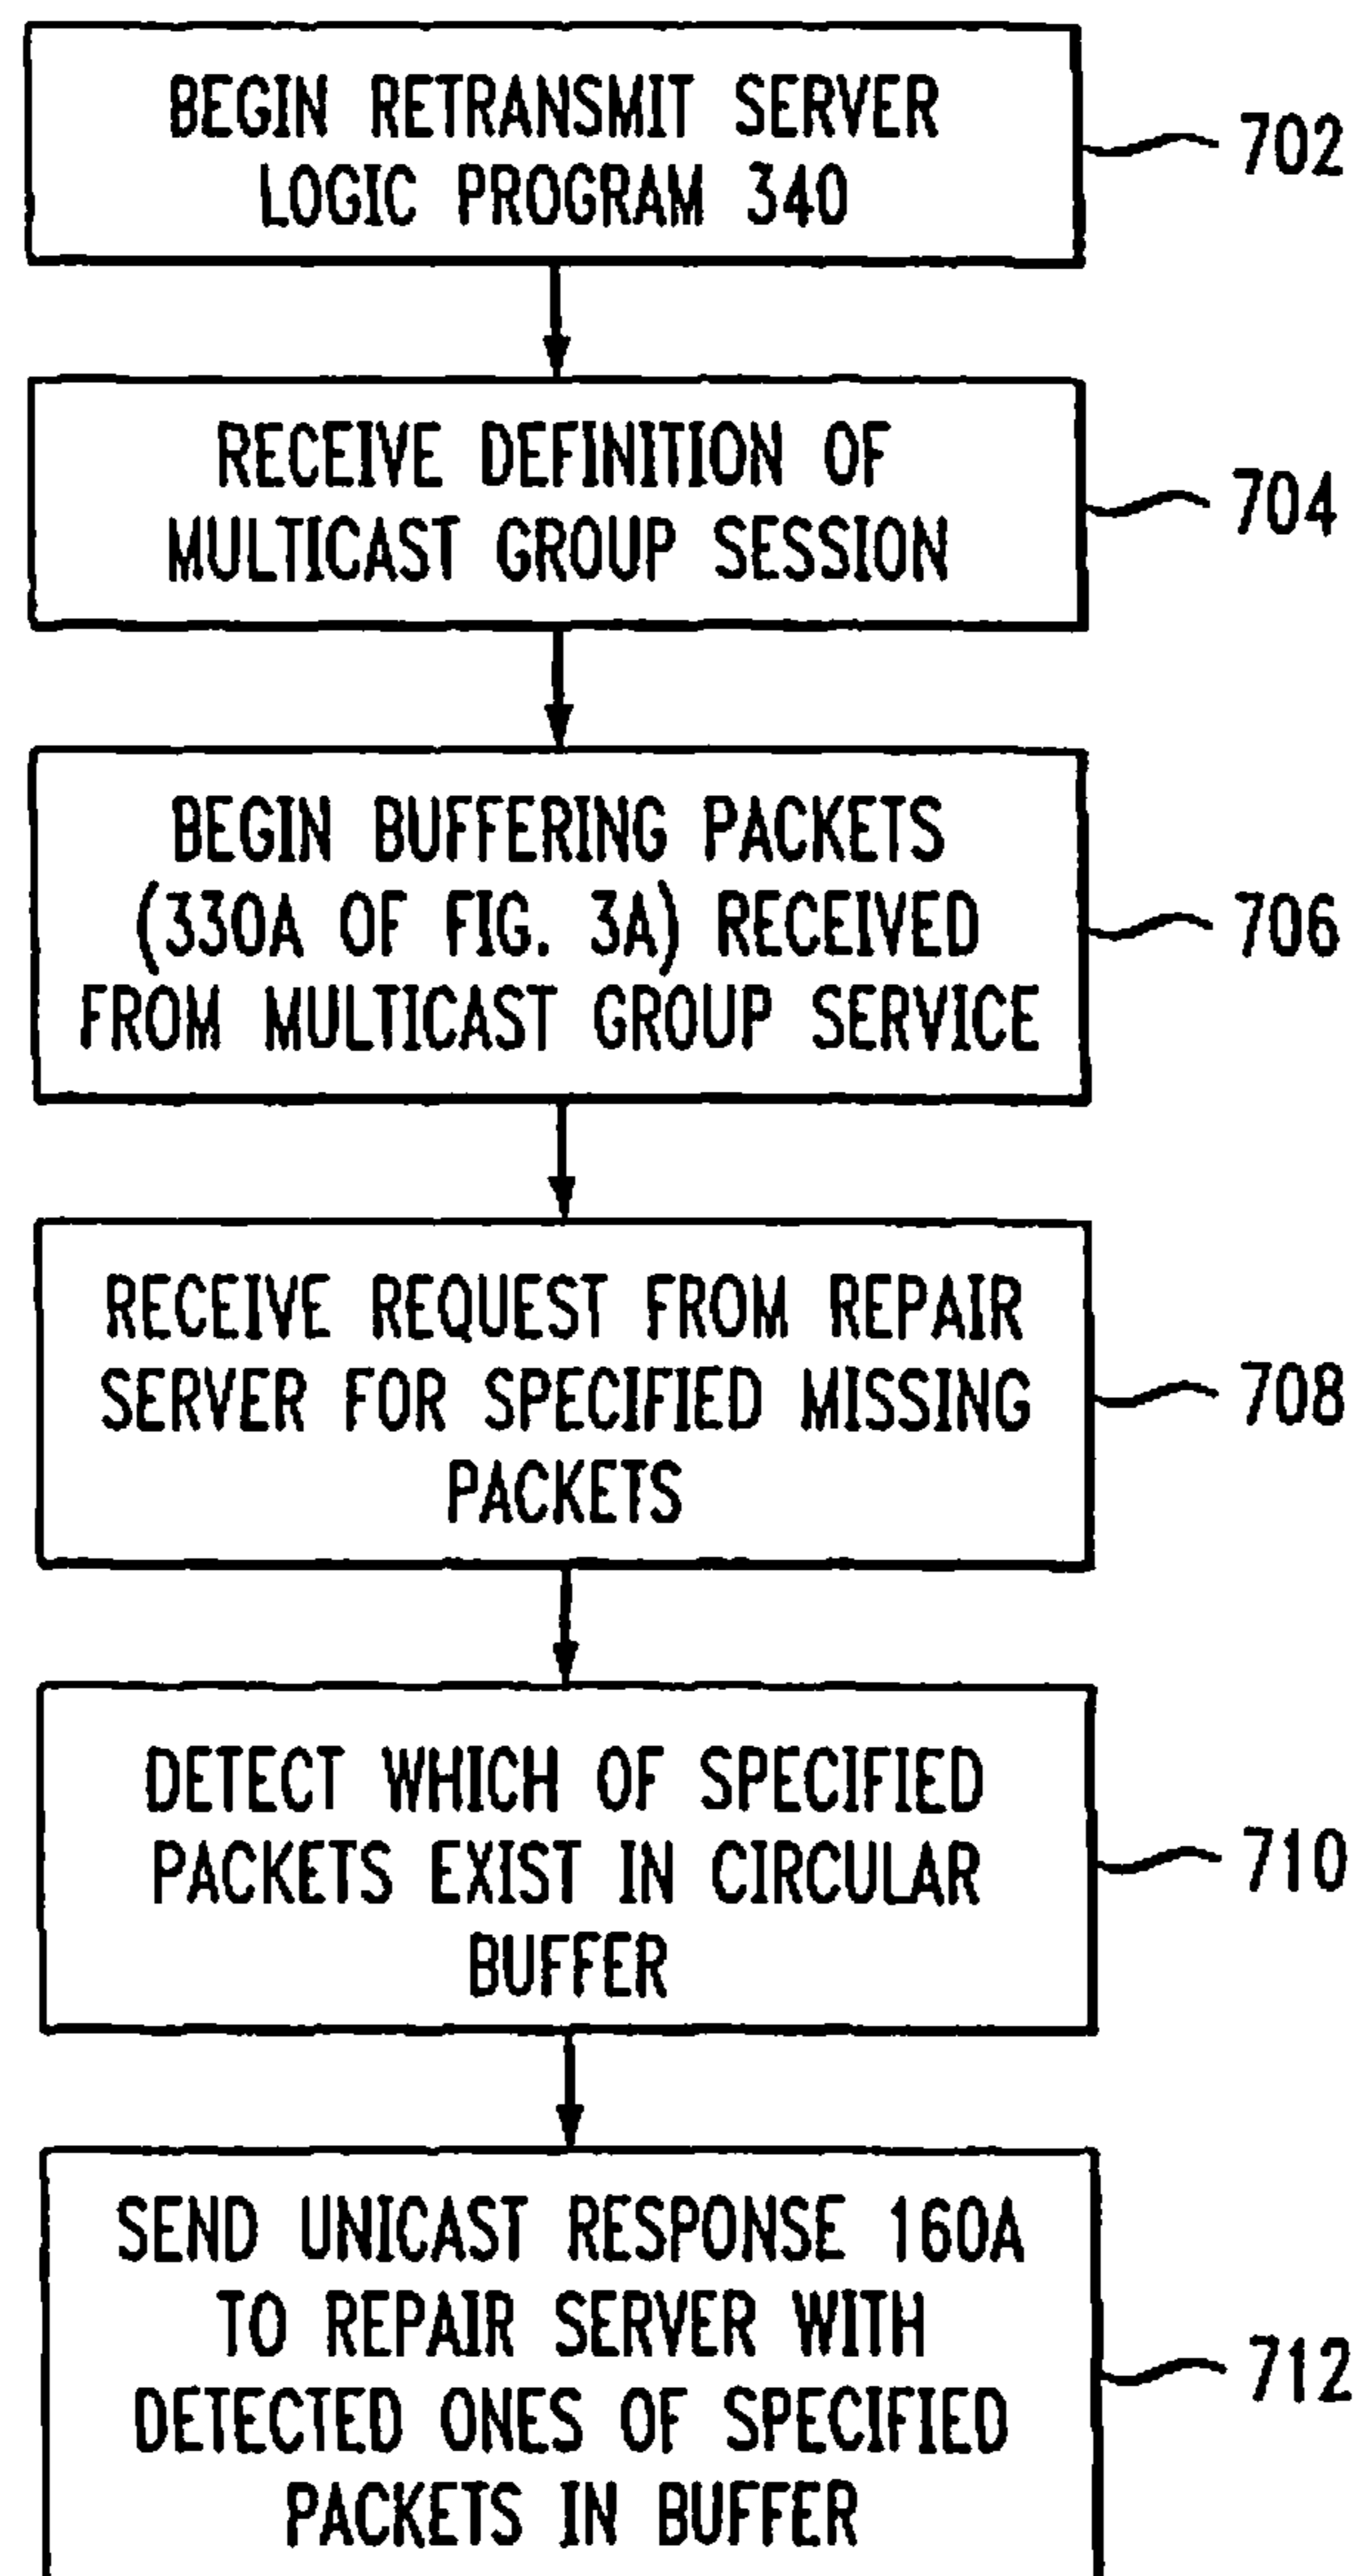 BEGIN RETRANSMIT SERVER
LOGIC PROGRAM 340
702
RECEIVE DEFINITION OF
MULTICAST GROUP SESSION
704
BEGIN BUFFERING PACKETS
(330A OF FIG. 3A) RECEIVED
FROM MULTICAST GROUP SERVICE
706
RECEIVE REQUEST FROM REPAIR
SERVER FOR SPECIFIED MISSING
PACKETS
708
DETECT WHICH OF SPECIFIED
PACKETS EXIST IN CIRCULAR
BUFFER
710
SEND UNICAST RESPONSE 160A
TO REPAIR SERVER WITH
DETECTED ONES OF SPECIFIED
PACKETS IN BUFFER
712